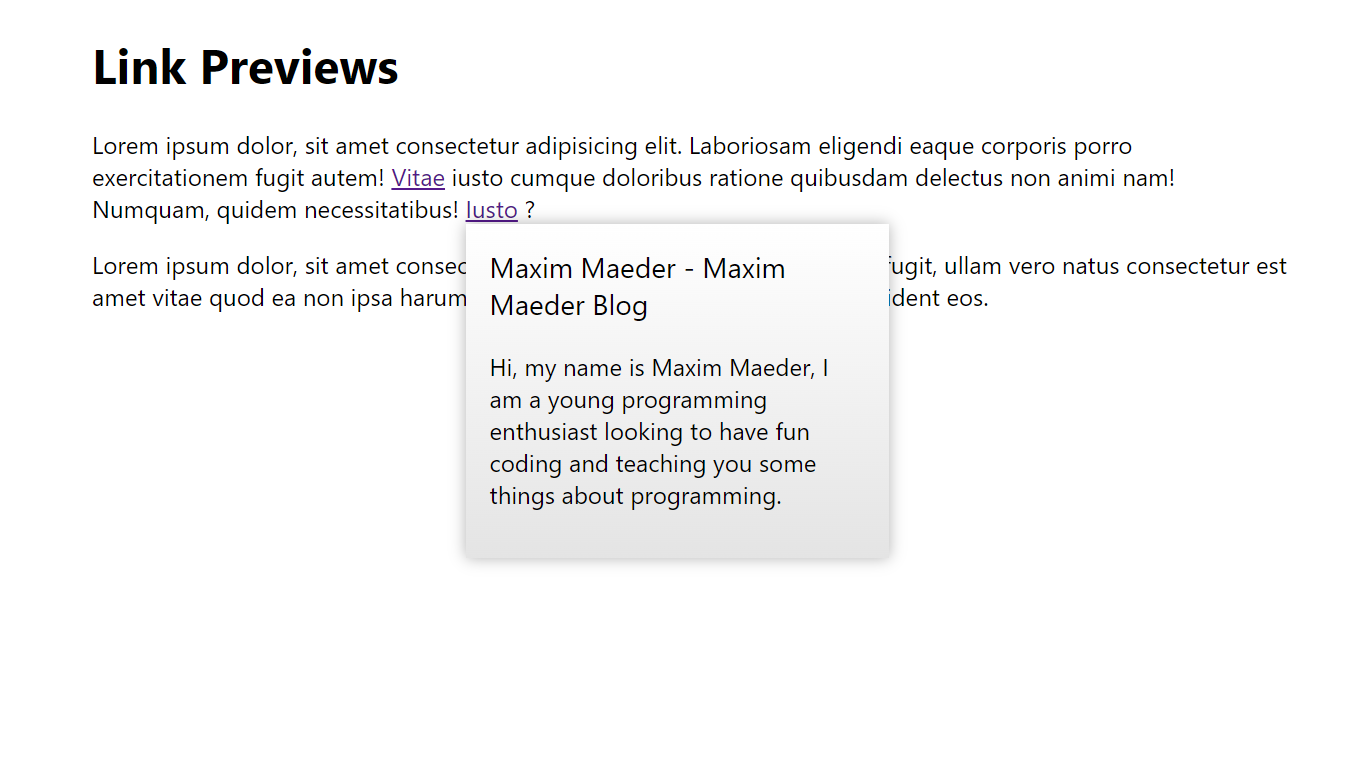 Link Previews
Lorem ipsum dolor, sit amet consectetur adipisicing elit. Laboriosam eligendi eaque corporis porro
exercitationem fugit autem! Vitae iusto cumque doloribus ratione quibusdam delectus non animi nam!
Numquam, quidem necessitatibus! Iusto ?
Lorem ipsum dolor, sit amet fugit, ullam vero natus consectetur est
amet vitae quod ea non ipsa harum eos.
Maxim Maeder - Maxim
Maeder Blog
Hi, my name is Maxim Maeder, I
am a young programming
enthusiast looking to have fun
coding and teaching you some
things about programming.